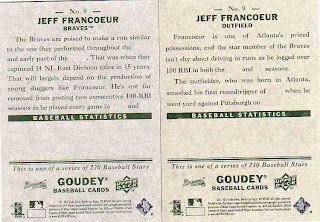 No. 9
JEFF FRANCOEUR
BRAVES™
The Braves are poised to make a run similar
to the one they performed throughout the
and early part of the . That was when they
captured 14 NL East Division titles in 15 years.
That will largely depend on the production of
young sluggers like Francoeur. He's not far
removed from posting two consecutive 100-RBI
seasons as he played every game in and
BASEBALL STATISTICS
This is one of a series of 220 Baseball Stars
GOUDEY
BASEBALL CARDS
UPPER DECK
No. 9
JEFF FRANCOEUR
OUTFIELD
Francoeur is one of Atlanta's prized
possessions, and the star member of the Braves
isn't shy about driving in runs as he logged over
100 RBI in both the and seasons.
The outfielder, who was born in Atlanta,
smashed his first roundtripper of when he
went yard against Pittsburgh on
BASEBALL STATISTICS
This is one of a series of 250 Baseball Stars
GOUDEY
BASEBALL CARDS
UPPER DECK